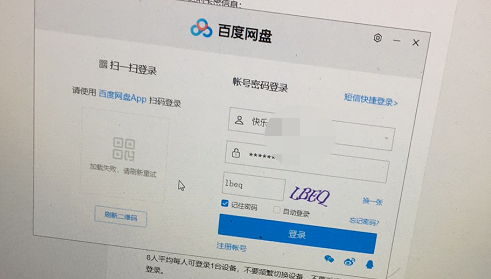 百度网盘
扫一扫登录
请使用 百度网盘App 扫码登录
加载失败，请刷新重试
刷新二维码
帐号密码登录
短信快捷登录>
快乐
******
lbeq
LBEQ
换一张
记住密码
自动登录
忘记密码?
登录
注册帐号
8人平均每人可登录1台设备，不要频繁切换设备，不要
登录。